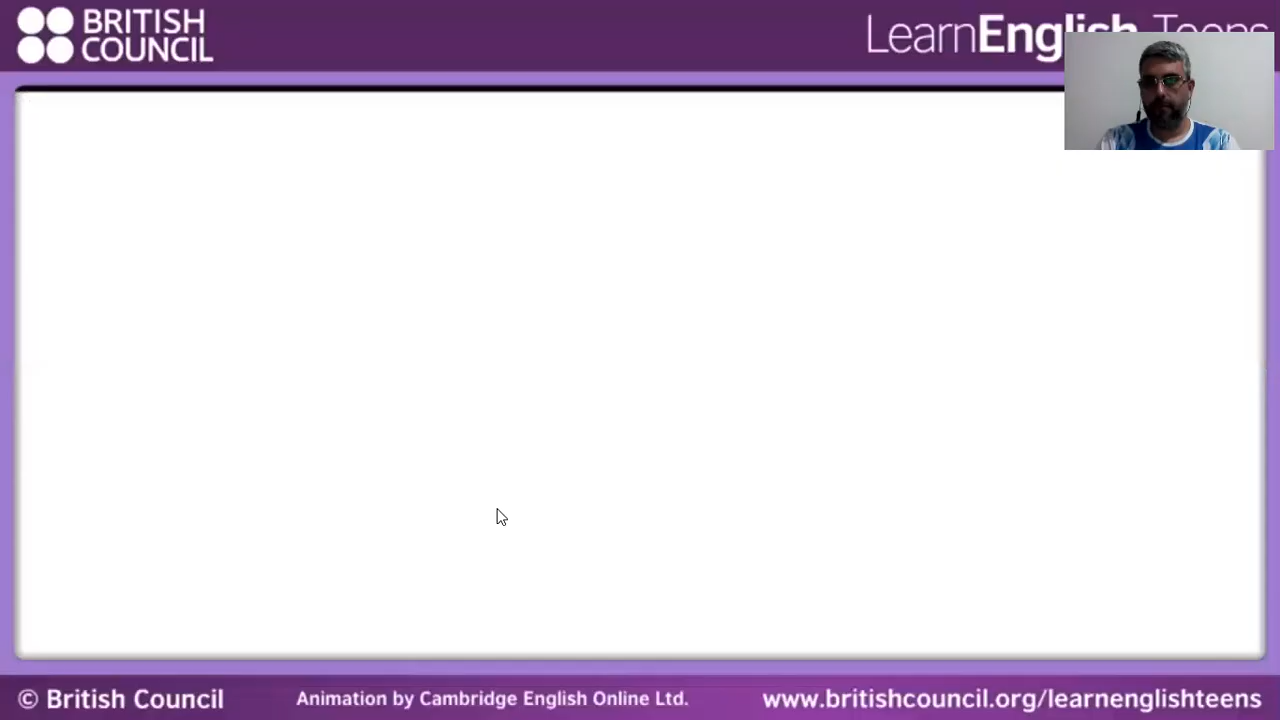 BRITISH
COUNCIL
LearnEnglish Teens
© British Council
Animation by Cambridge English Online Ltd.
www.britishcouncil.org/learnenglishteens